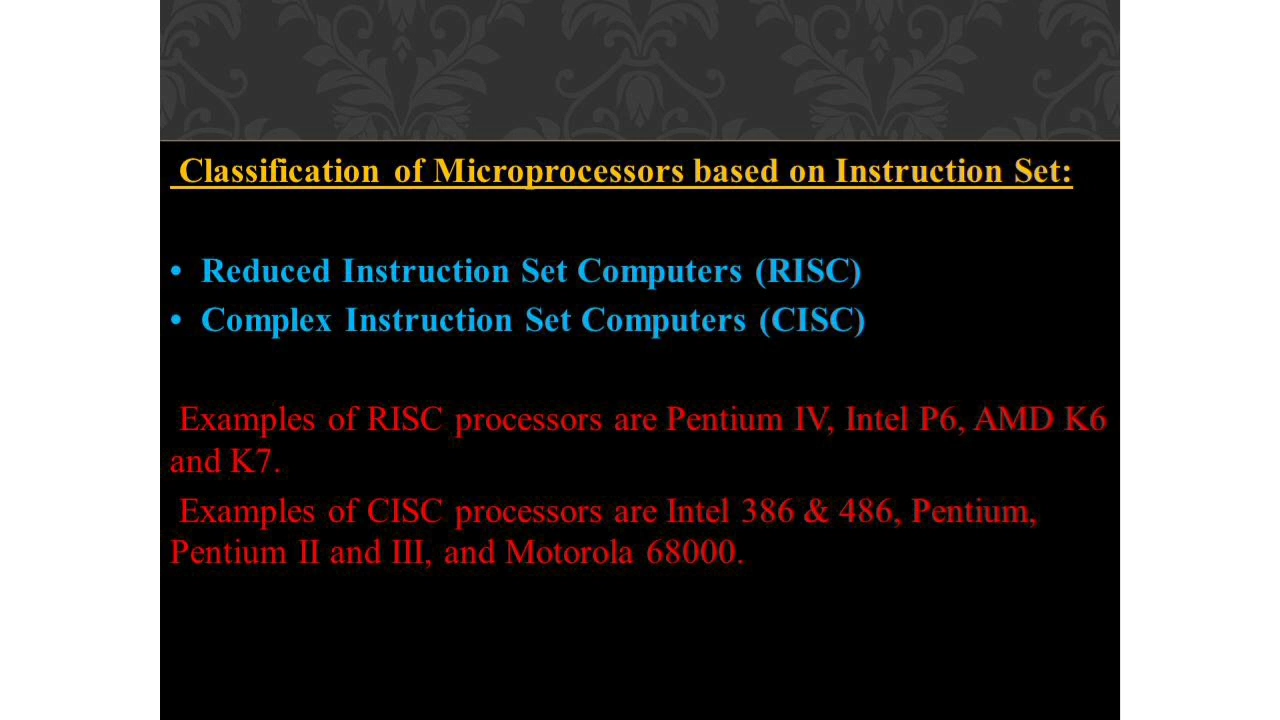 Classification of Microprocessors based on Instruction Set:
• Reduced Instruction Set Computers (RISC)
• Complex Instruction Set Computers (CISC)
Examples of RISC processors are Pentium IV, Intel P6, AMD K6
and K7.
Examples of CISC processors are Intel 386 & 486, Pentium,
Pentium II and III, and Motorola 68000.